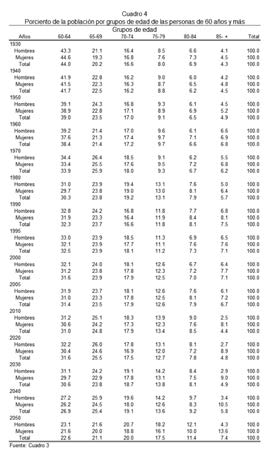 Cuadro 4
Porciento de la población por grupos de edad de las personas de 60 años y más
Grupos de edad
Años 60-64 65-69 70-74 75-79 80-84 85- + Total
1930
Hombres 43.3 21.1 16.4 8.5 6.6 4.1 100.0
Mujeres 44.6 19.3 16.8 7.6 7.3 4.5 100.0
Total 44.0 20.2 16.6 8.0 6.9 4.3 100.0
1940
Hombres 41.9 22.8 16.2 9.0 6.0 4.2 100.0
Mujeres 41.5 22.3 16.3 8.7 6.5 4.8 100.0
Total 41.7 22.5 16.2 8.8 6.2 4.5 100.0
1950
Hombres 39.1 24.3 16.8 9.3 6.1 4.5 100.0
Mujeres 38.9 22.8 17.1 8.9 6.9 5.2 100.0
Total 39.0 23.5 17.0 9.1 6.5 4.9 100.0
1960
Hombres 39.2 21.4 17.0 9.6 6.1 6.6 100.0
Mujeres 37.6 21.3 17.4 9.7 7.1 6.9 100.0
Total 38.4 21.4 17.2 9.7 6.6 6.8 100.0
1970
Hombres 34.4 26.4 18.5 9.1 6.2 5.5 100.0
Mujeres 33.4 25.5 17.6 9.5 7.2 6.8 100.0
Total 33.9 25.9 18.0 9.3 6.7 6.2 100.0
1980
Hombres 31.0 23.9 19.4 13.1 7.6 5.0 100.0
Mujeres 29.7 23.8 19.0 13.0 8.1 6.4 100.0
Total 30.3 23.8 19.2 13.1 7.9 5.7 100.0
1990
Hombres 32.8 24.2 16.8 11.8 7.7 6.8 100.0
Mujeres 31.9 23.3 16.4 11.9 8.4 8.1 100.0
Total 32.3 23.7 16.6 11.8 8.1 7.5 100.0
1995
Hombres 33.0 23.9 18.5 11.3 6.9 6.5 100.0
Mujeres 32.1 23.9 17.7 11.1 7.6 7.6 100.0
Total 32.5 23.9 18.1 11.2 7.3 7.1 100.0
2000
Hombres 32.1 24.0 18.1 12.6 6.7 6.4 100.0
Mujeres 31.2 23.8 17.8 12.3 7.2 7.7 100.0
Total 31.6 23.9 17.9 12.5 7.0 7.1 100.0
2005
Hombres 31.9 23.7 18.1 12.6 7.6 6.1 100.0
Mujeres 31.0 23.3 17.8 12.5 8.1 7.2 100.0
Total 31.4 23.5 17.9 12.6 7.9 6.7 100.0
2010
Hombres 31.2 25.1 18.3 13.9 9.0 2.5 100.0
Mujeres 30.6 24.2 17.3 12.3 7.6 8.1 100.0
Total 31.0 24.8 17.9 13.4 8.5 4.4 100.0
2020
Hombres 32.2 26.0 17.8 13.1 8.1 2.7 100.0
Mujeres 30.4 24.6 16.9 12.0 7.2 8.9 100.0
Total 31.6 25.5 17.5 12.7 7.8 4.8 100.0
2030
Hombres 31.1 24.2 19.1 14.2 8.4 2.9 100.0
Mujeres 29.7 22.9 17.8 13.1 7.5 9.0 100.0
Total 30.6 23.8 18.7 13.8 8.1 4.9 100.0
2040
Hombres 27.2 25.9 19.6 14.2 9.7 3.4 100.0
Mujeres 26.2 24.5 18.0 12.6 8.3 10.5 100.0
Total 26.9 25.4 19.1 13.6 9.2 5.8 100.0
2050
Hombres 23.1 21.6 20.7 18.2 12.1 4.3 100.0
Mujeres 21.6 20.0 18.8 16.1 10.0 13.6 100.0
Total 22.6 21.1 20.0 17.5 11.4 7.4 100.0
Fuente: Cuadro 3